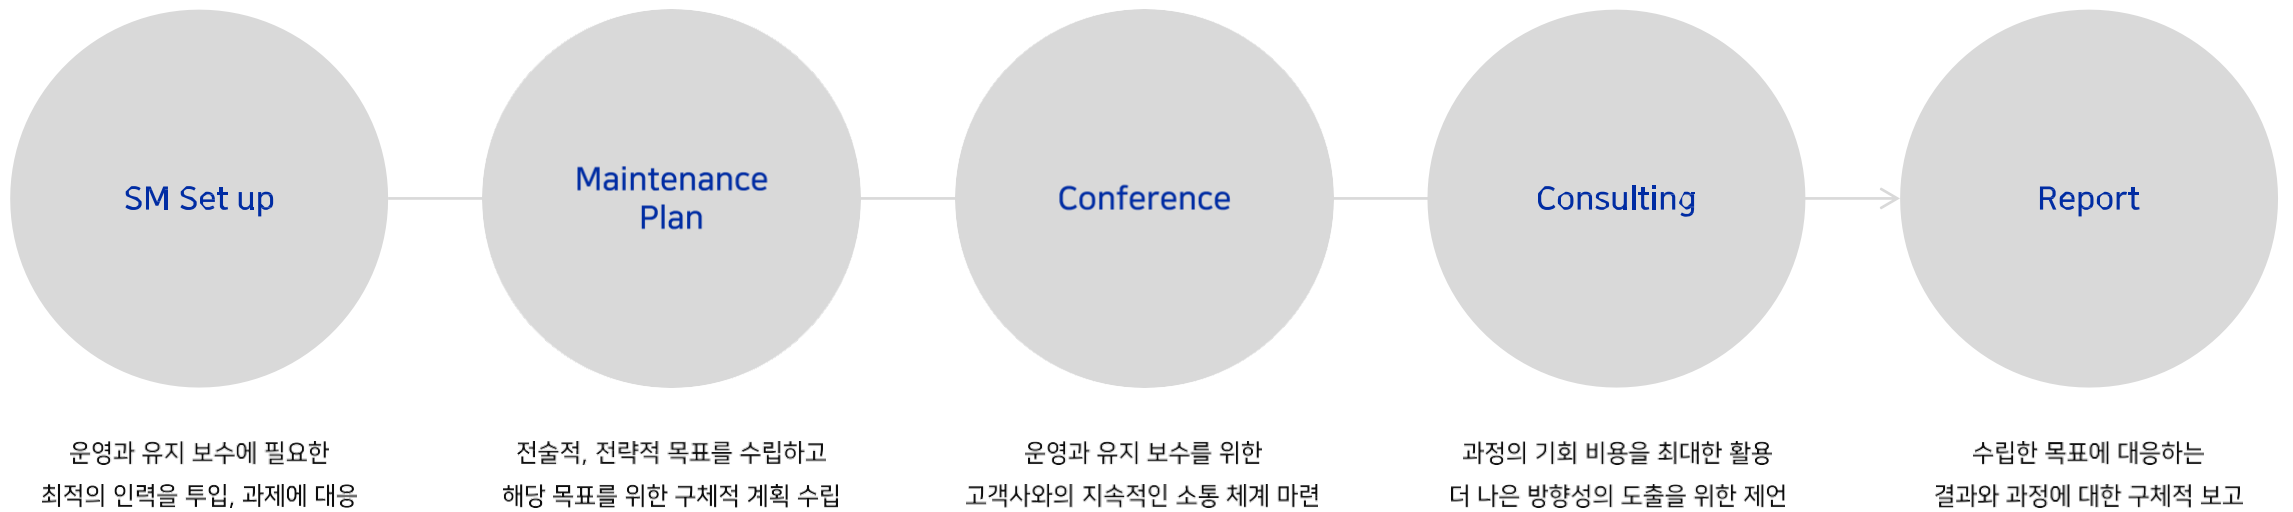 SM Set up
Maintenance
Plan
Conference
Consulting
Report
운영과 유지 보수에 필요한
최적의 인력을 투입, 과제에 대응
전술적, 전략적 목표를 수립하고
해당 목표를 위한 구체적 계획 수립
운영과 유지 보수를 위한
고객사와의 지속적인 소통 체계 마련
과정의 기회 비용을 최대한 활용
더 나은 방향성의 도출을 위한 제언
수립한 목표에 대응하는
결과와 과정에 대한 구체적 보고